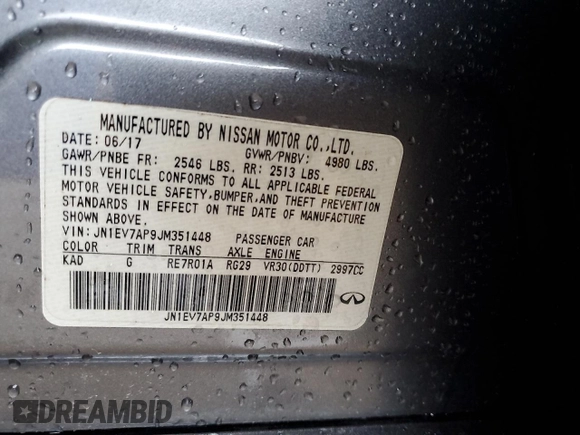 MANUFACTURED BY NISSAN MOTOR CO.,LTD.
DATE: 06/17 GVWR/PNBV: 4980 LBS.
GAWR/PNBE FR: 2546 LBS. RR: 2513 LBS.
THIS VEHICLE CONFORMS TO ALL APPLICABLE FEDERAL
MOTOR VEHICLE SAFETY, BUMPER, AND THEFT PREVENTION
STANDARDS IN EFFECT ON THE DATE OF MANUFACTURE
SHOWN ABOVE.
VIN: JN1EV7AP9JM351448 PASSENGER CAR
COLOR TRIM TRANS AXLE ENGINE
KAD G RE7R01A RG29 VR30(DDTT) 2997CC
JN1EV7AP9JM351448
DREAMBID